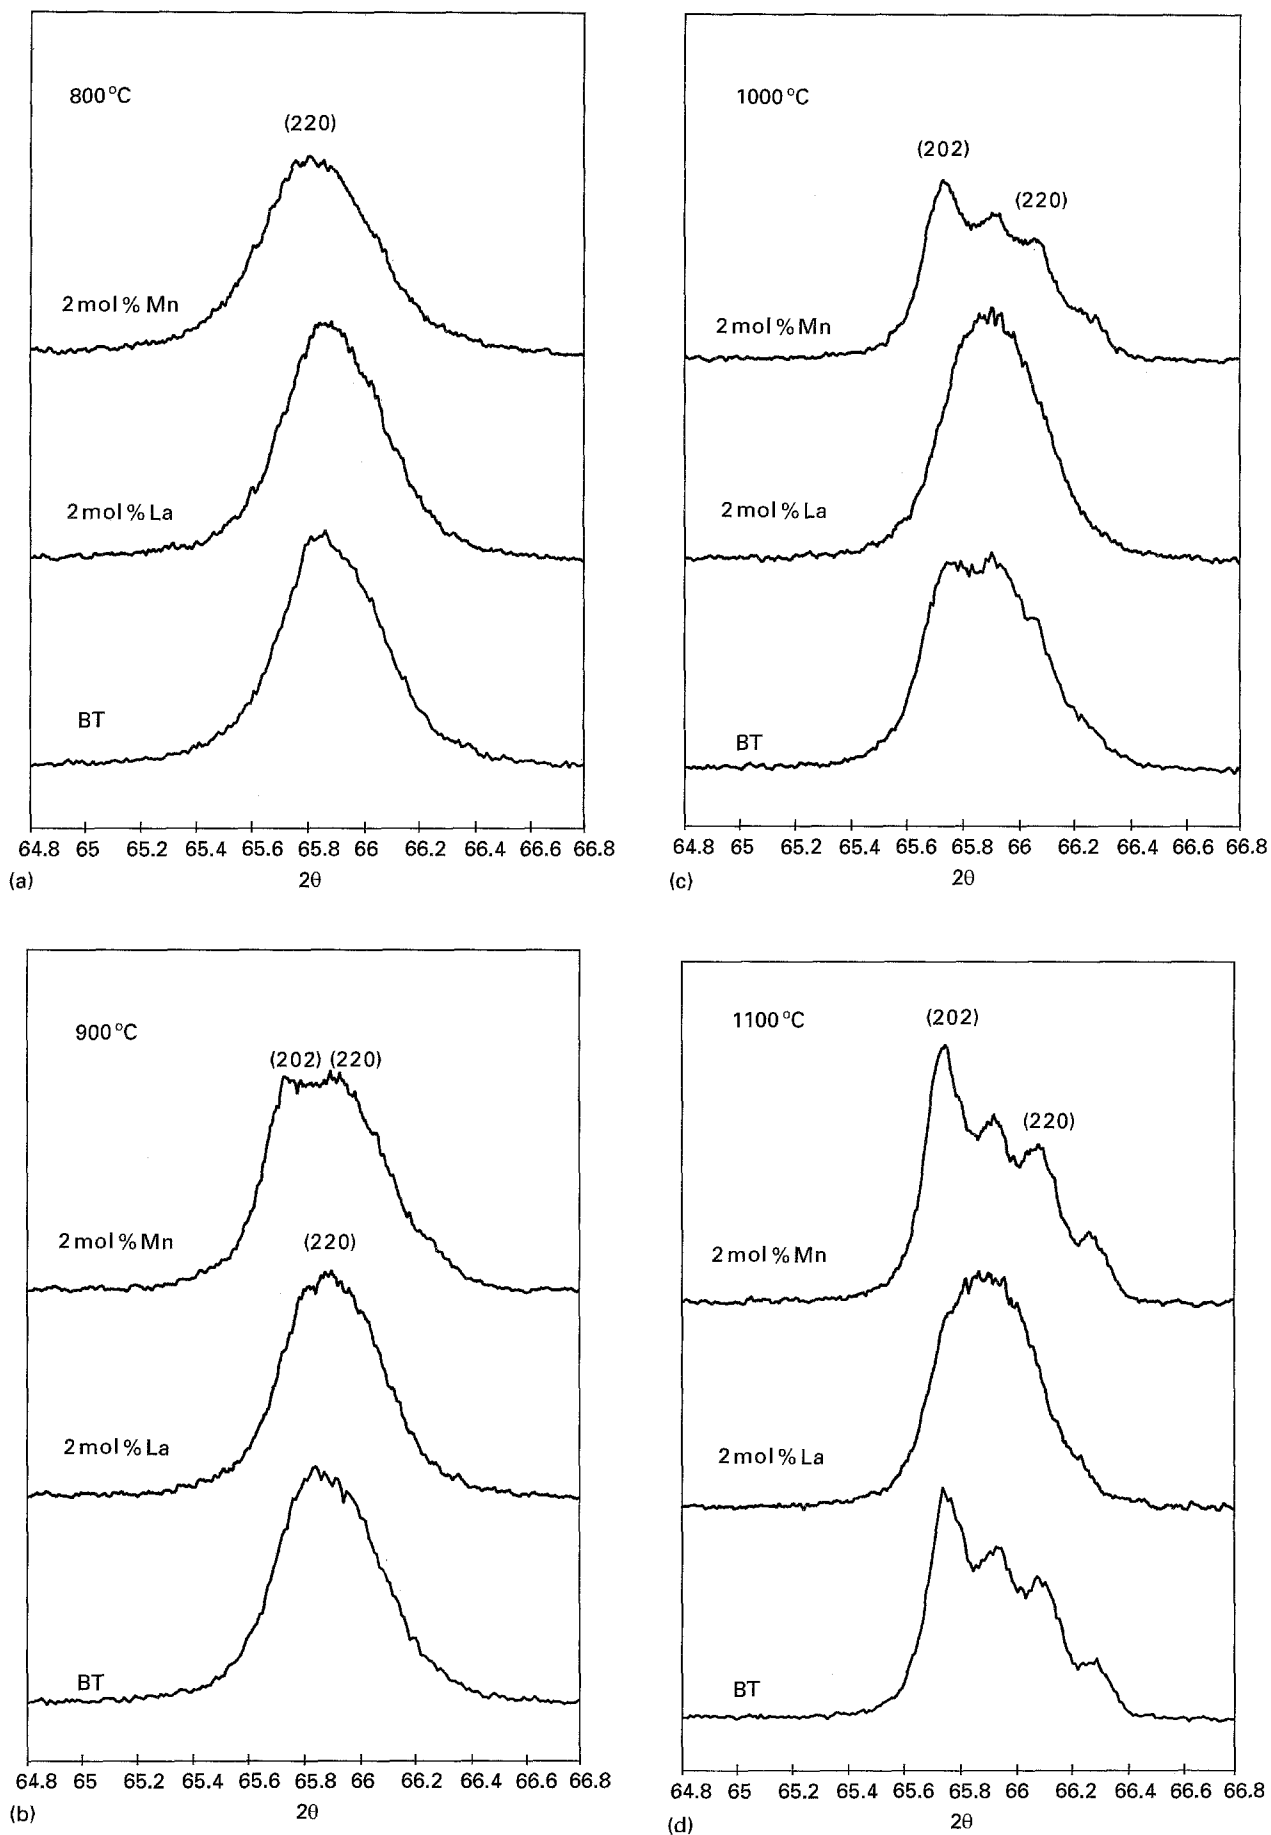 800 °C
(220)
2 mol % Mn
2 mol % La
BT
64.8 65 65.2 65.4 65.6 65.8 66 66.2 66.4 66.6 66.8
(a)
2θ
1000 °C
(202)
(220)
2 mol % Mn
2 mol % La
BT
64.8 65 65.2 65.4 65.6 65.8 66 66.2 66.4 66.6 66.8
(c)
2θ
900 °C
(202) (220)
2 mol % Mn
(220)
2 mol % La
BT
64.8 65 65.2 65.4 65.6 65.8 66 66.2 66.4 66.6 66.8
(b)
2θ
1100 °C
(202)
(220)
2 mol % Mn
2 mol % La
BT
64.8 65 65.2 65.4 65.6 65.8 66 66.2 66.4 66.6 66.8
(d)
2θ